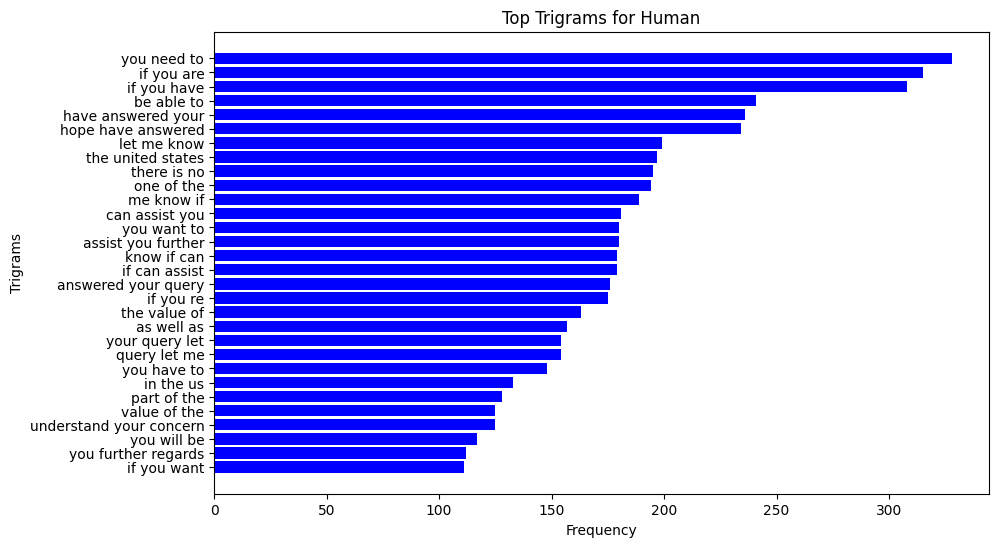 Top Trigrams for Human
you need to
if you are
if you have
be able to
have answered your
hope have answered
let me know
the united states
there is no
one of the
me know if
can assist you
you want to
assist you further
know if can
if can assist
answered your query
if you re
the value of
as well as
your query let
query let me
you have to
in the us
part of the
value of the
understand your concern
you will be
you further regards
if you want
Trigrams
0 50 100 150 200 250 300
Frequency